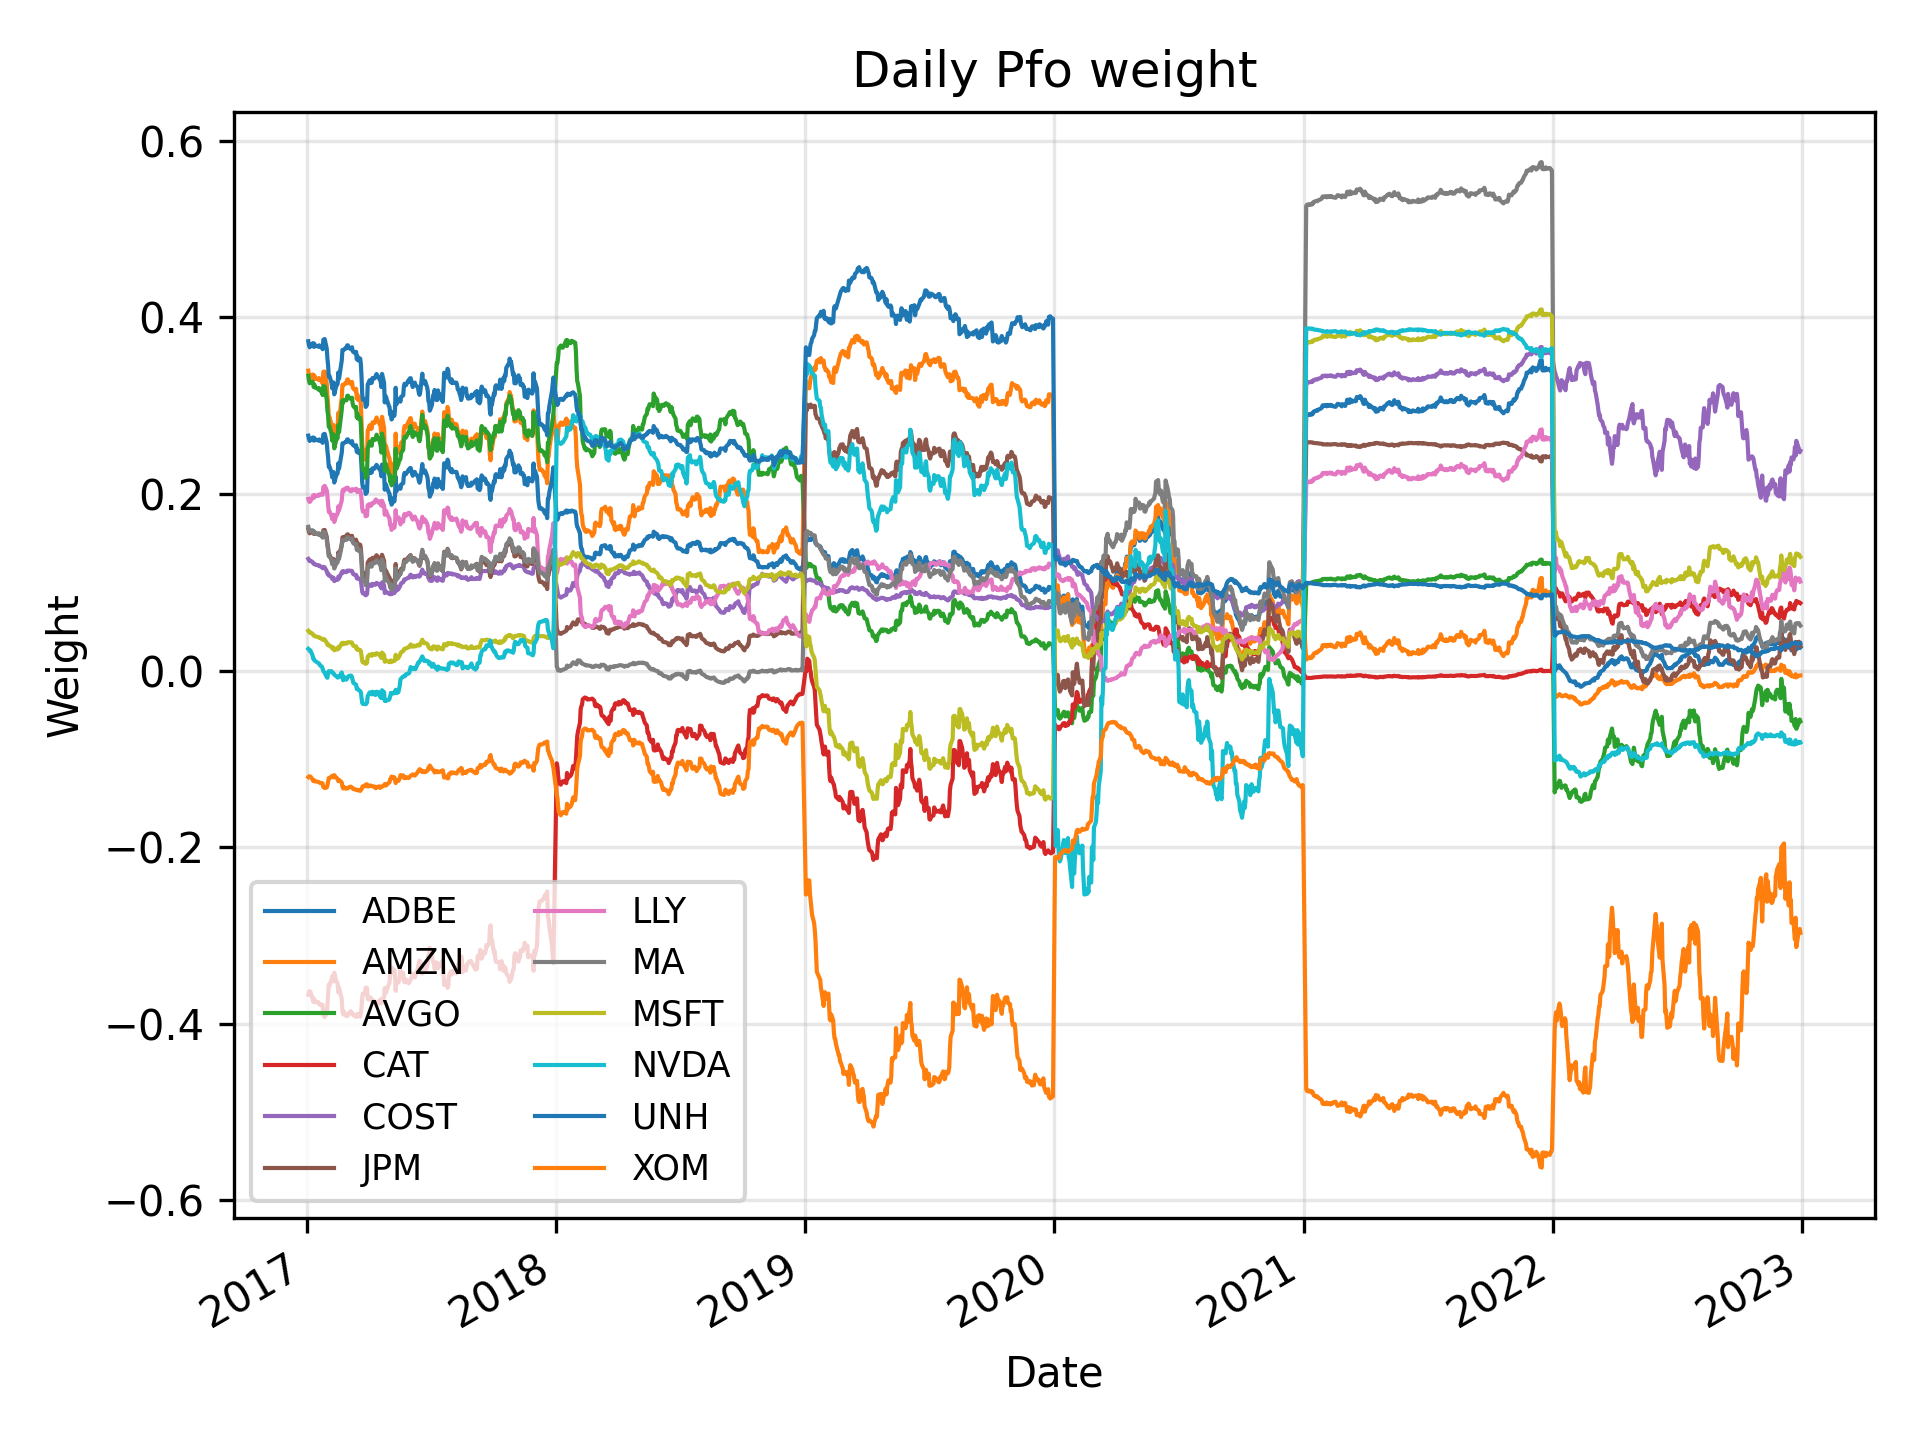 Daily Pfo weight
0.6
0.4
0.2
0.0
−0.2
−0.4
−0.6
Weight
ADBE
AMZN
AVGO
CAT
COST
JPM
LLY
MA
MSFT
NVDA
UNH
XOM
2017
2018
2019
2020
2021
2022
2023
Date